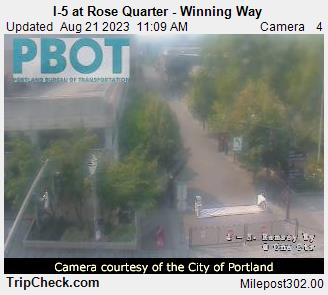 I-5 at Rose Quarter - Winning Way
Updated Aug 21 2023 11:09 AM Camera 4
PBOT
PORTLAND BUREAU OF TRANSPORTATION
Ramsay
Camera courtesy of the City of Portland
TripCheck.com Milepost302.00